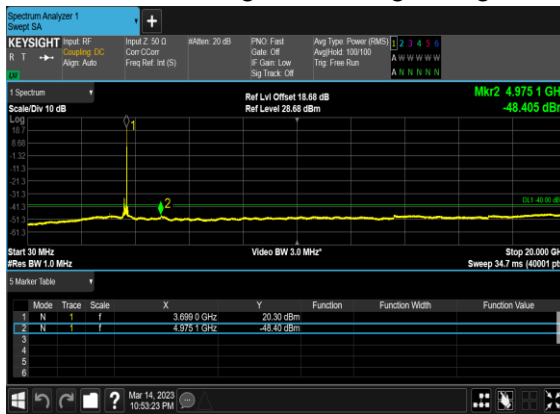 Spectrum Analyzer 1
Swept SA
KEYSIGHT Input: RF Input Z: 50 Ω #Atten: 20 dB PNO: Fast Avg Type: Power (RMS) 1 2 3 4 5 6
R T Coupling: DC Corr CCorr Gate: Off Avg|Hold: 100/100 A W W W W W
Align: Auto Freq Ref: Int (S) IF Gain: Low Trig: Free Run
LXI Sig Track: Off A N N N N N
1 Spectrum Ref Lvl Offset 18.68 dB Mkr2 4.975 1 GH
Scale/Div 10 dB Ref Level 28.68 dBm -48.405 dBr
Log
18.7
8.68
-1.32
-11.3
-21.3
-31.3
-41.3
-51.3
-61.3
1
2
DL1 -40.00 dB
Start 30 MHz Video BW 3.0 MHz* Stop 20.000 GH
#Res BW 1.0 MHz Sweep 34.7 ms (40001 pt
5 Marker Table
Mode Trace Scale X Y Function Function Width Function Value
1 N 1 f 3.699 0 GHz 20.30 dBm
2 N 1 f 4.975 1 GHz -48.40 dBm
3
4
5
6
? Mar 14, 2023
10:53:23 PM